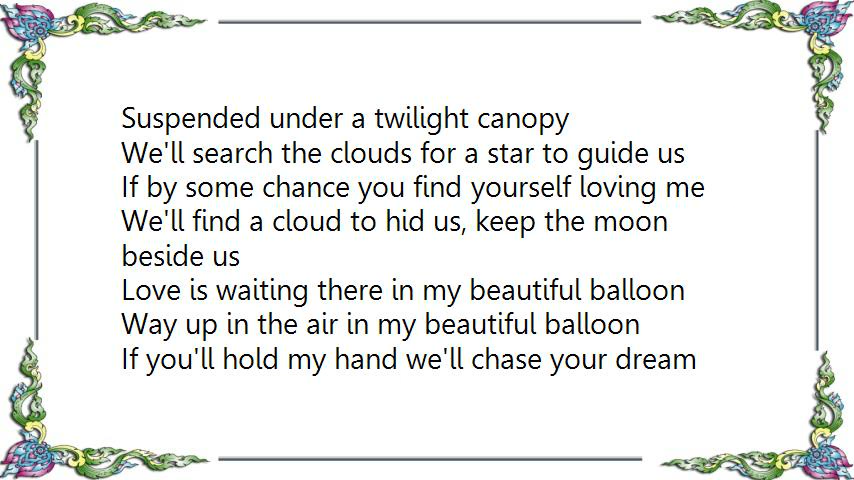 Suspended under a twilight canopy
We'll search the clouds for a star to guide us
If by some chance you find yourself loving me
We'll find a cloud to hid us, keep the moon
beside us
Love is waiting there in my beautiful balloon
Way up in the air in my beautiful balloon
If you'll hold my hand we'll chase your dream